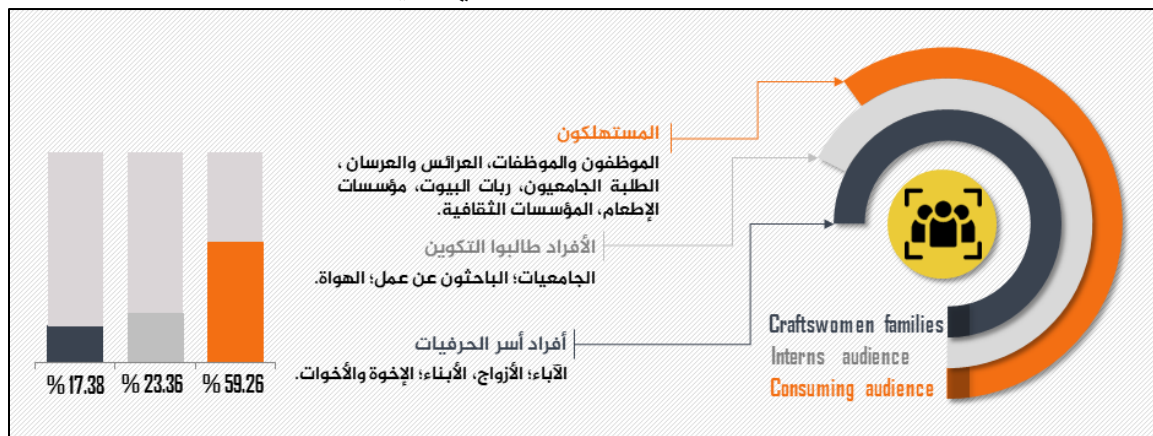 المستهلكون
الموظفون والموظفات، العرائس والعرسان ،
الطلبة الجامعيون، ربات البيوت، مؤسسات
الإطعام، المؤسسات الثقافية.
الأفراد طالبوا التكوين
الجامعيات؛ الباحثون عن عمل؛ الهواة.
أفراد أسر الحرفيات
الآباء؛ الأزواج، الأبناء؛ الإخوة والأخوات.
Craftswomen families
Interns audience
Consuming audience
% 17.38 % 23.36 % 59.26